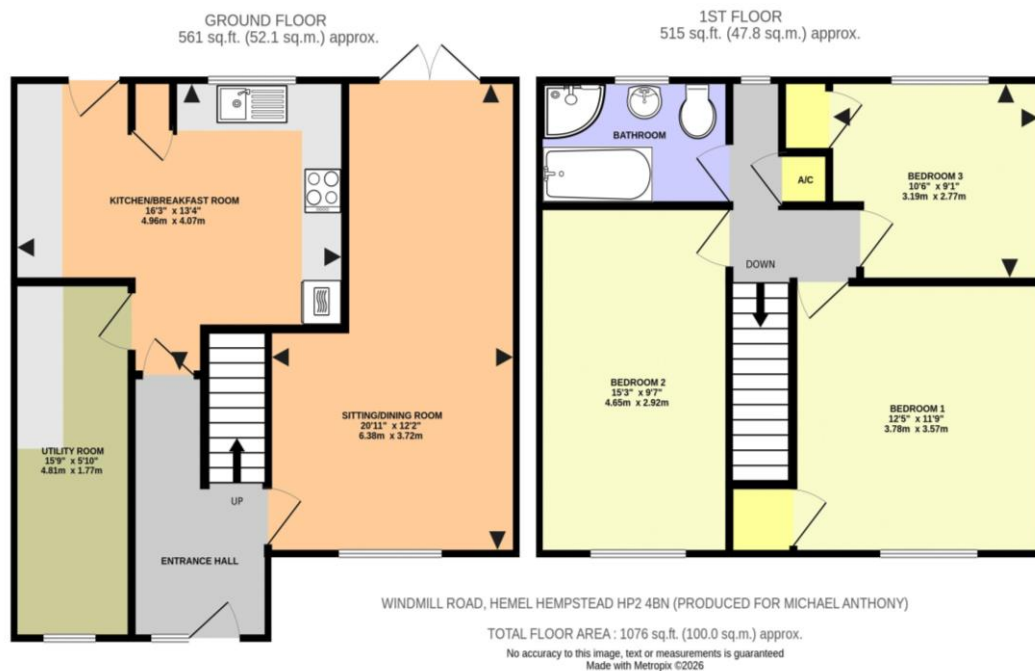 GROUND FLOOR
561 sq.ft. (52.1 sq.m.) approx.
1ST FLOOR
515 sq.ft. (47.8 sq.m.) approx.
KITCHEN/BREAKFAST ROOM
16'3" x 13'4"
4.96m x 4.07m
UTILITY ROOM
15'9" x 5'10"
4.81m x 1.77m
UP
ENTRANCE HALL
SITTING/DINING ROOM
20'11" x 12'2"
6.38m x 3.72m
BATHROOM
A/C
BEDROOM 3
10'6" x 9'1"
3.19m x 2.77m
DOWN
BEDROOM 2
15'3" x 9'7"
4.65m x 2.92m
BEDROOM 1
12'5" x 11'9"
3.78m x 3.57m
WINDMILL ROAD, HEMEL HEMPSTEAD HP2 4BN (PRODUCED FOR MICHAEL ANTHONY)
TOTAL FLOOR AREA : 1076 sq.ft. (100.0 sq.m.) approx.
No accuracy to this image, text or measurements is guaranteed
Made with Metropix ©2026